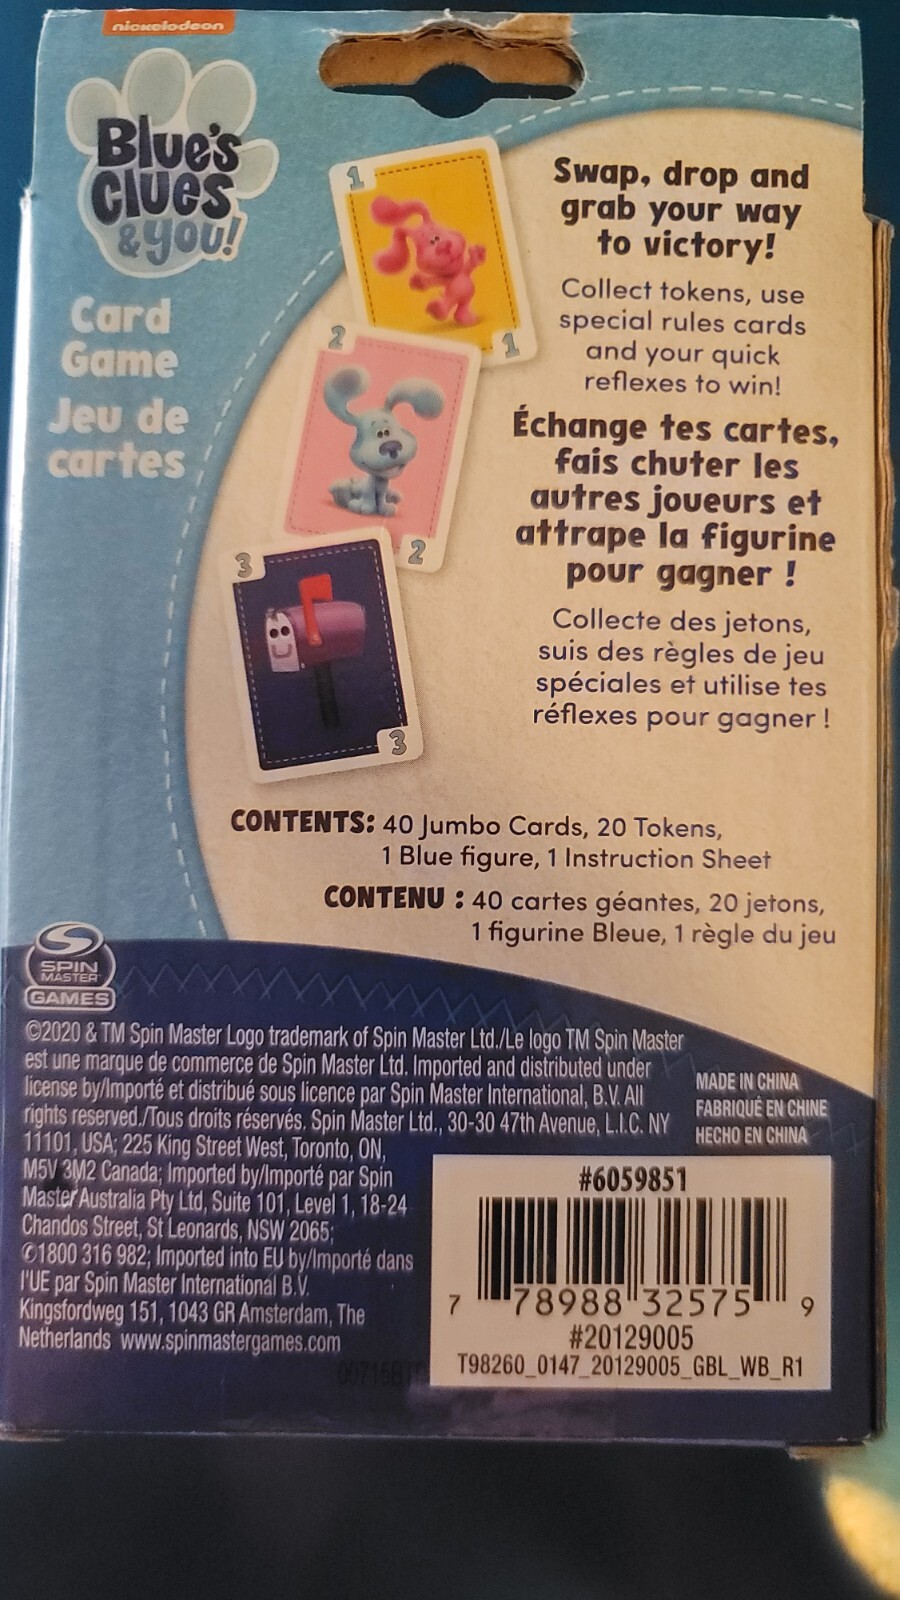 nickelodeon
Blue's
Clues
& you!
Card
Game
Jeu de
cartes
1
1
2
2
3
3
Swap, drop and
grab your way
to victory!
Collect tokens, use
special rules cards
and your quick
reflexes to win!
Échange tes cartes,
fais chuter les
autres joueurs et
attrape la figurine
pour gagner !
Collecte des jetons,
suis des règles de jeu
spéciales et utilise tes
réflexes pour gagner !
CONTENTS: 40 Jumbo Cards, 20 Tokens,
1 Blue figure, 1 Instruction Sheet
CONTENU : 40 cartes géantes, 20 jetons,
1 figurine Bleue, 1 règle du jeu
SPIN
MASTER
GAMES
©2020 & TM Spin Master Logo trademark of Spin Master Ltd./Le logo TM Spin Master
est une marque de commerce de Spin Master Ltd. Imported and distributed under
license by/Importé et distribué sous licence par Spin Master International, B.V. All
rights reserved./Tous droits réservés. Spin Master Ltd., 30-30 47th Avenue, L.I.C. NY
11101, USA; 225 King Street West, Toronto, ON,
M5V 3M2 Canada; Imported by/Importé par Spin
Master Australia Pty Ltd, Suite 101, Level 1, 18-24
Chandos Street, St Leonards, NSW 2065;
✆1800 316 982; Imported into EU by/Importé dans
l'UE par Spin Master International B.V.
Kingsfordweg 151, 1043 GR Amsterdam, The
Netherlands www.spinmastergames.com
MADE IN CHINA
FABRIQUÉ EN CHINE
HECHO EN CHINA
#6059851
7 78988 32575 9
#20129005
T98260_0147_20129005_GBL_WB_R1